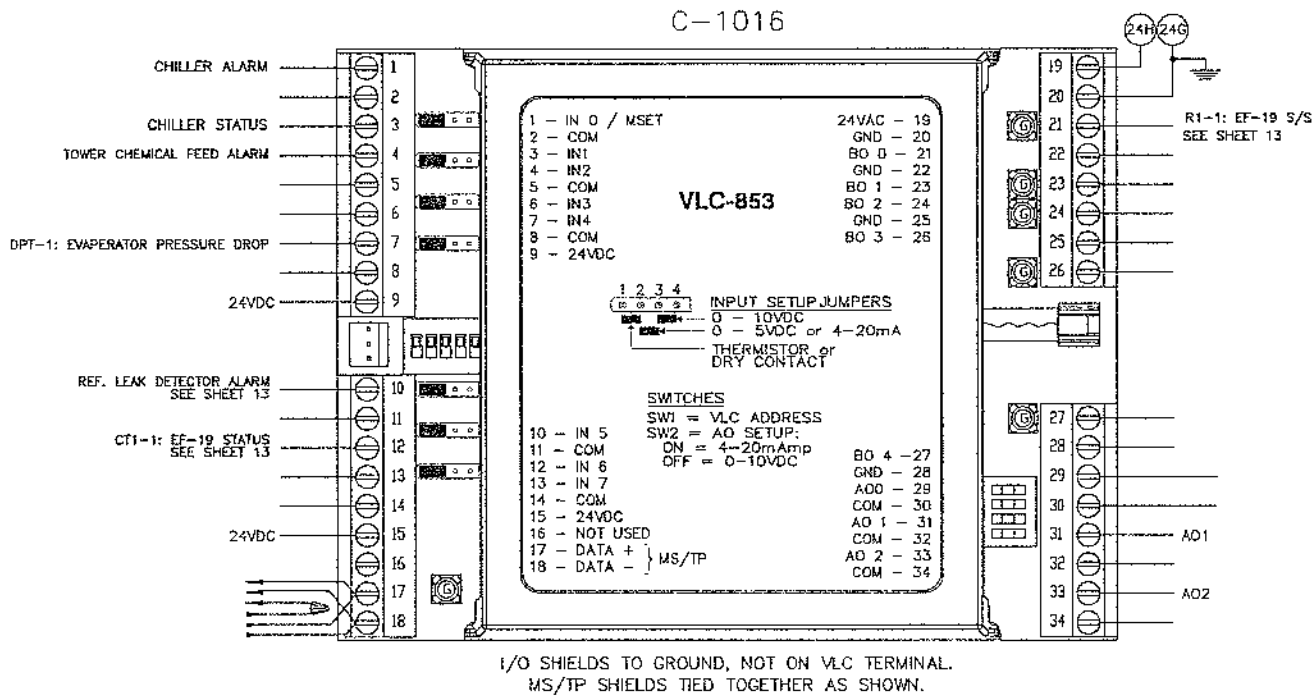 C-1016
24H 24G
CHILLER ALARM
CHILLER STATUS
TOWER CHEMICAL FEED ALARM
DPT-1: EVAPERATOR PRESSURE DROP
24VDC
REF. LEAK DETECTOR ALARM
SEE SHEET 13
CT1-1: EF-19 STATUS
SEE SHEET 13
24VDC
1
2
3
4
5
6
7
8
9
10
11
12
13
14
15
16
17
18
G
1 - IN 0 / MSET
2 - COM
3 - IN1
4 - IN2
5 - COM
6 - IN3
7 - IN4
8 - COM
9 - 24VDC
VLC-853
24VAC - 19
GND - 20
BO 0 - 21
GND - 22
BO 1 - 23
BO 2 - 24
GND - 25
BO 3 - 26
1 2 3 4
INPUT SETUP JUMPERS
0 - 10VDC
0 - 5VDC or 4-20mA
THERMISTOR or
DRY CONTACT
SWITCHES
SW1 = VLC ADDRESS
SW2 = AO SETUP:
ON = 4-20mAmp
OFF = 0-10VDC
10 - IN 5
11 - COM
12 - IN 6
13 - IN 7
14 - COM
15 - 24VDC
16 - NOT USED
17 - DATA +
18 - DATA -
MS/TP
BO 4 -27
GND - 28
AO0 - 29
COM - 30
AO 1 - 31
COM - 32
AO 2 - 33
COM - 34
19
20
G 21
22
G 23
G 24
25
G 26
G 27
28
29
30
31
32
33
34
R1-1: EF-19 S/S
SEE SHEET 13
AO1
AO2
I/O SHIELDS TO GROUND, NOT ON VLC TERMINAL.
MS/TP SHIELDS TIED TOGETHER AS SHOWN.